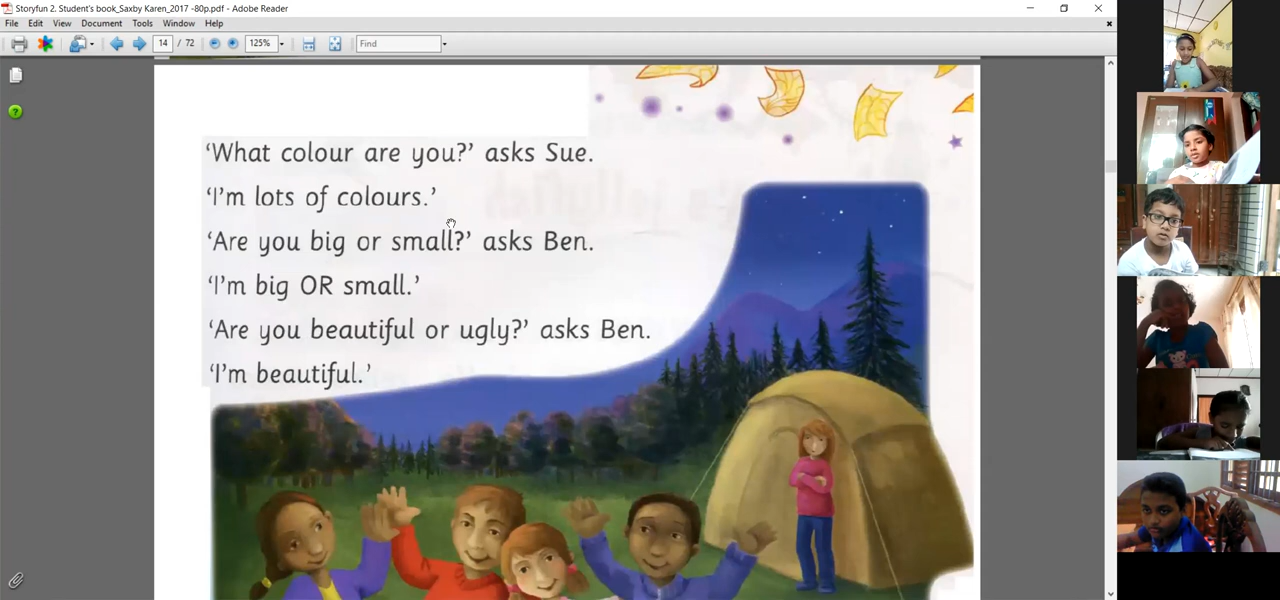 Storyfun 2. Student's book_Saxby Karen_2017 -80p.pdf - Adobe Reader
File Edit View Document Tools Window Help
14 / 72 125% Find
‘What colour are you?’ asks Sue.
‘I’m lots of colours.’
‘Are you big or small?’ asks Ben.
‘I’m big OR small.’
‘Are you beautiful or ugly?’ asks Ben.
‘I’m beautiful.’